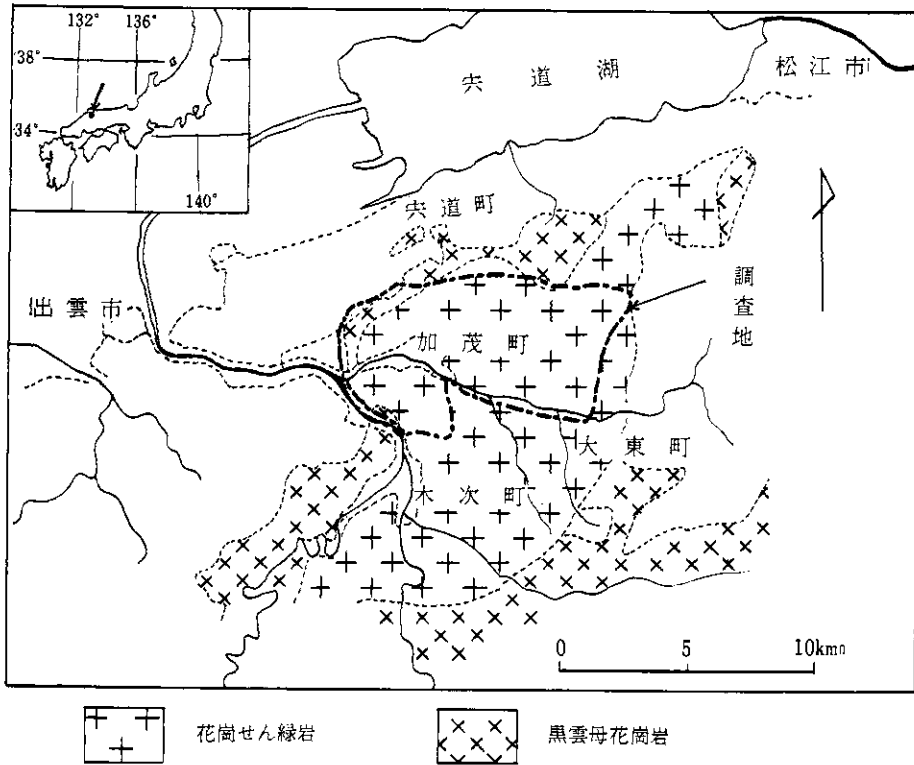 132° 136°
38°
34°
140°
宍道湖
松江市
宍道町
出雲市
加茂町
調査地
大東町
木次町
0 5 10km
花崗せん緑岩
黒雲母花崗岩